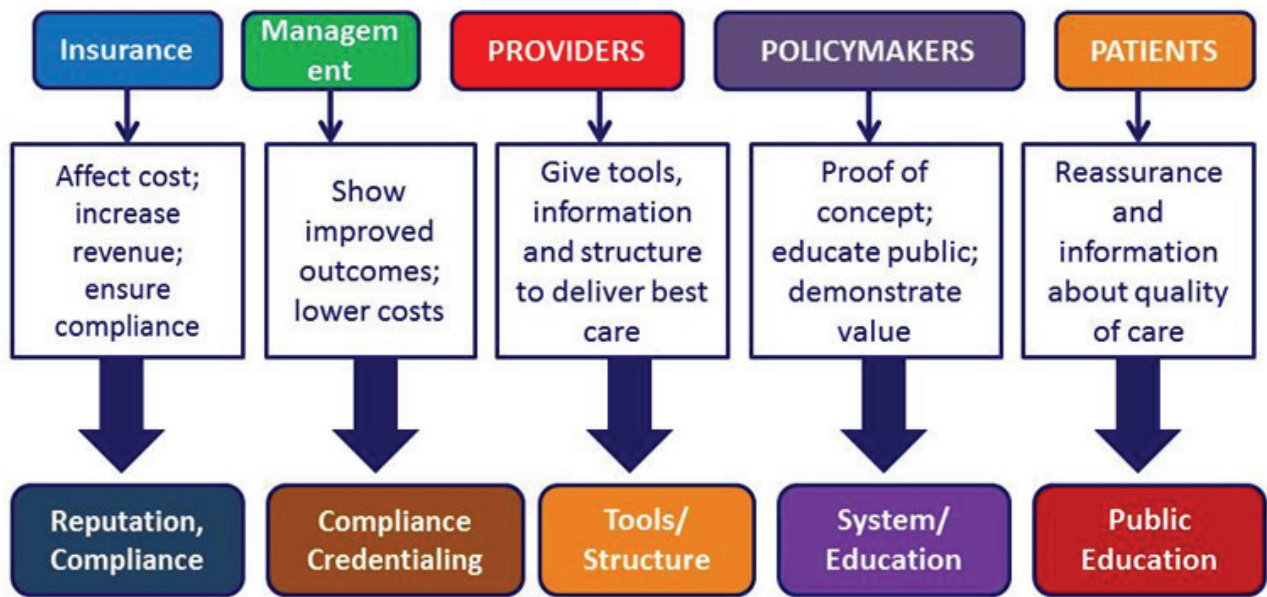 Insurance
Managem
ent
PROVIDERS
POLICYMAKERS
PATIENTS
Affect cost;
increase
revenue;
ensure
compliance
Show
improved
outcomes;
lower costs
Give tools,
information
and structure
to deliver best
care
Proof of
concept;
educate public;
demonstrate
value
Reassurance
and
information
about quality
of care
Reputation,
Compliance
Compliance
Credentialing
Tools/
Structure
System/
Education
Public
Education